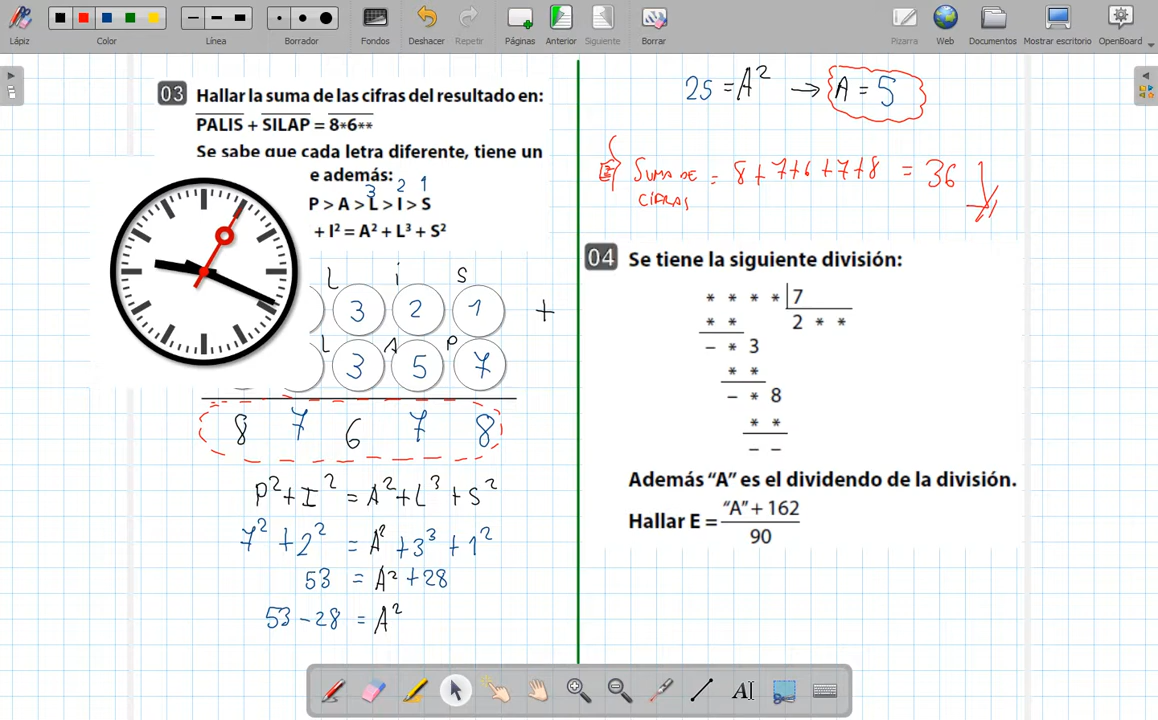 Lápiz Color Línea Borrador Fondos Deshacer Repetir Páginas Anterior Siguiente Borrar Pizarra Web Documentos Mostrar escritorio OpenBoard
03 Hallar la suma de las cifras del resultado en:
PALIS + SILAP = 8*6**
Se sabe que cada letra diferente, tiene un
e además:
3 2 1
P > A > L > I > S
+ I² = A² + L³ + S²
L i S
3 2 1 +
L A P
3 5 7
8 7 6 7 8
P² + I² = A² + L³ + S²
7² + 2² = A² + 3³ + 1²
53 = A² + 28
53 - 28 = A²
25 = A² → A = 5
SUMA DE CIFRAS = 8 + 7 + 6 + 7 + 8 = 36
04 Se tiene la siguiente división:
* * * * 7
* * 2 * *
– * 3
* *
– * 8
* *
– –
Además “A” es el dividendo de la división.
Hallar E = “A” + 162
90